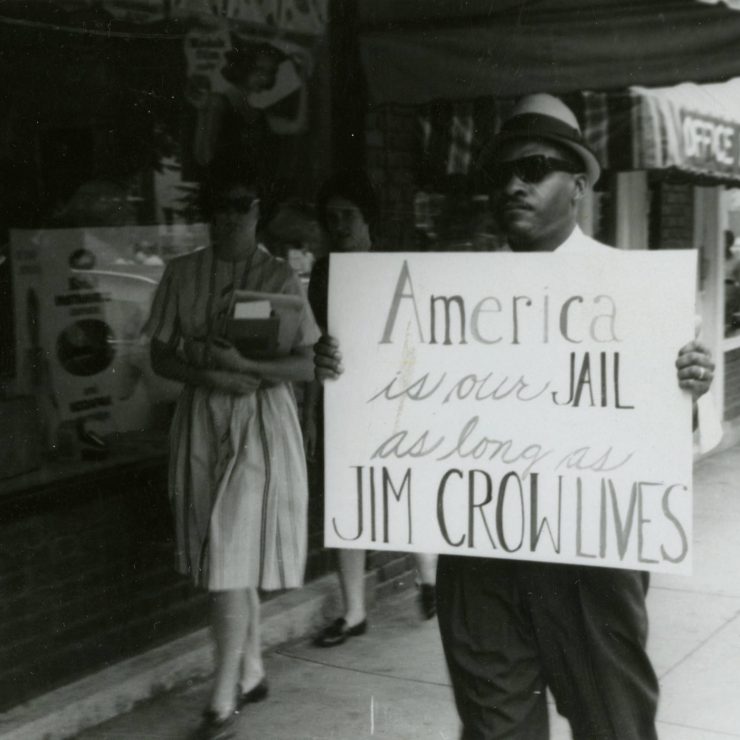 OFFICE
America
is our JAIL
as long as
JIM CROW LIVES